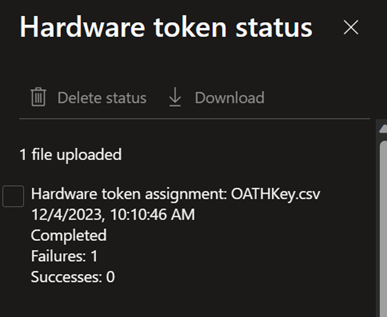 Hardware token status
Delete status Download
1 file uploaded
Hardware token assignment: OATHKey.csv
12/4/2023, 10:10:46 AM
Completed
Failures: 1
Successes: 0